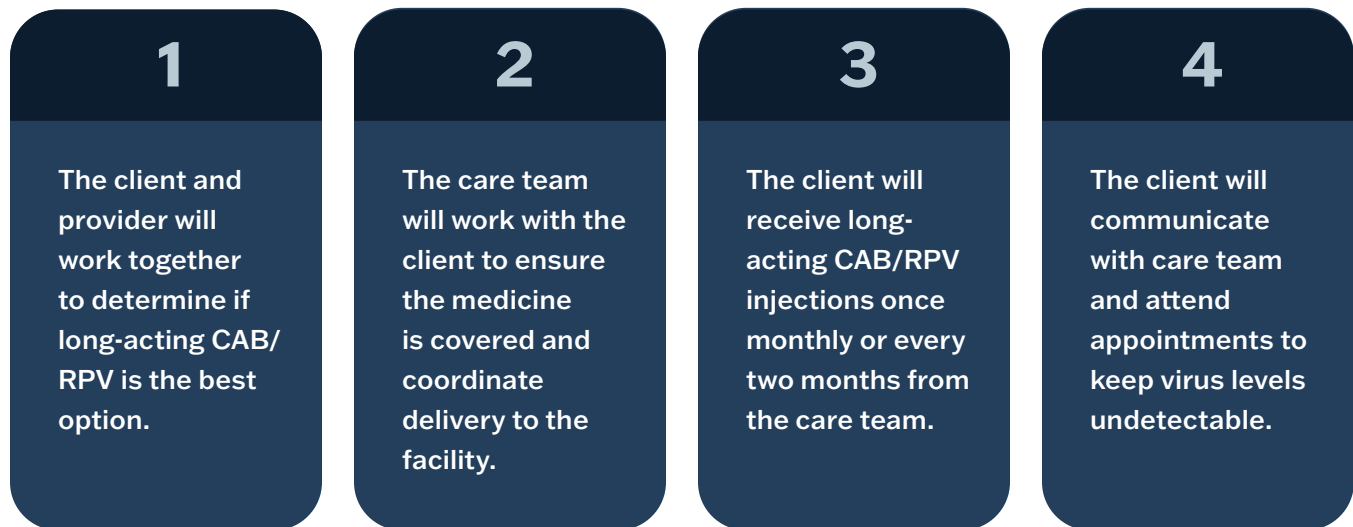 1
The client and
provider will
work together
to determine if
long-acting CAB/
RPV is the best
option.
2
The care team
will work with the
client to ensure
the medicine
is covered and
coordinate
delivery to the
facility.
3
The client will
receive long-
acting CAB/RPV
injections once
monthly or every
two months from
the care team.
4
The client will
communicate
with care team
and attend
appointments to
keep virus levels
undetectable.